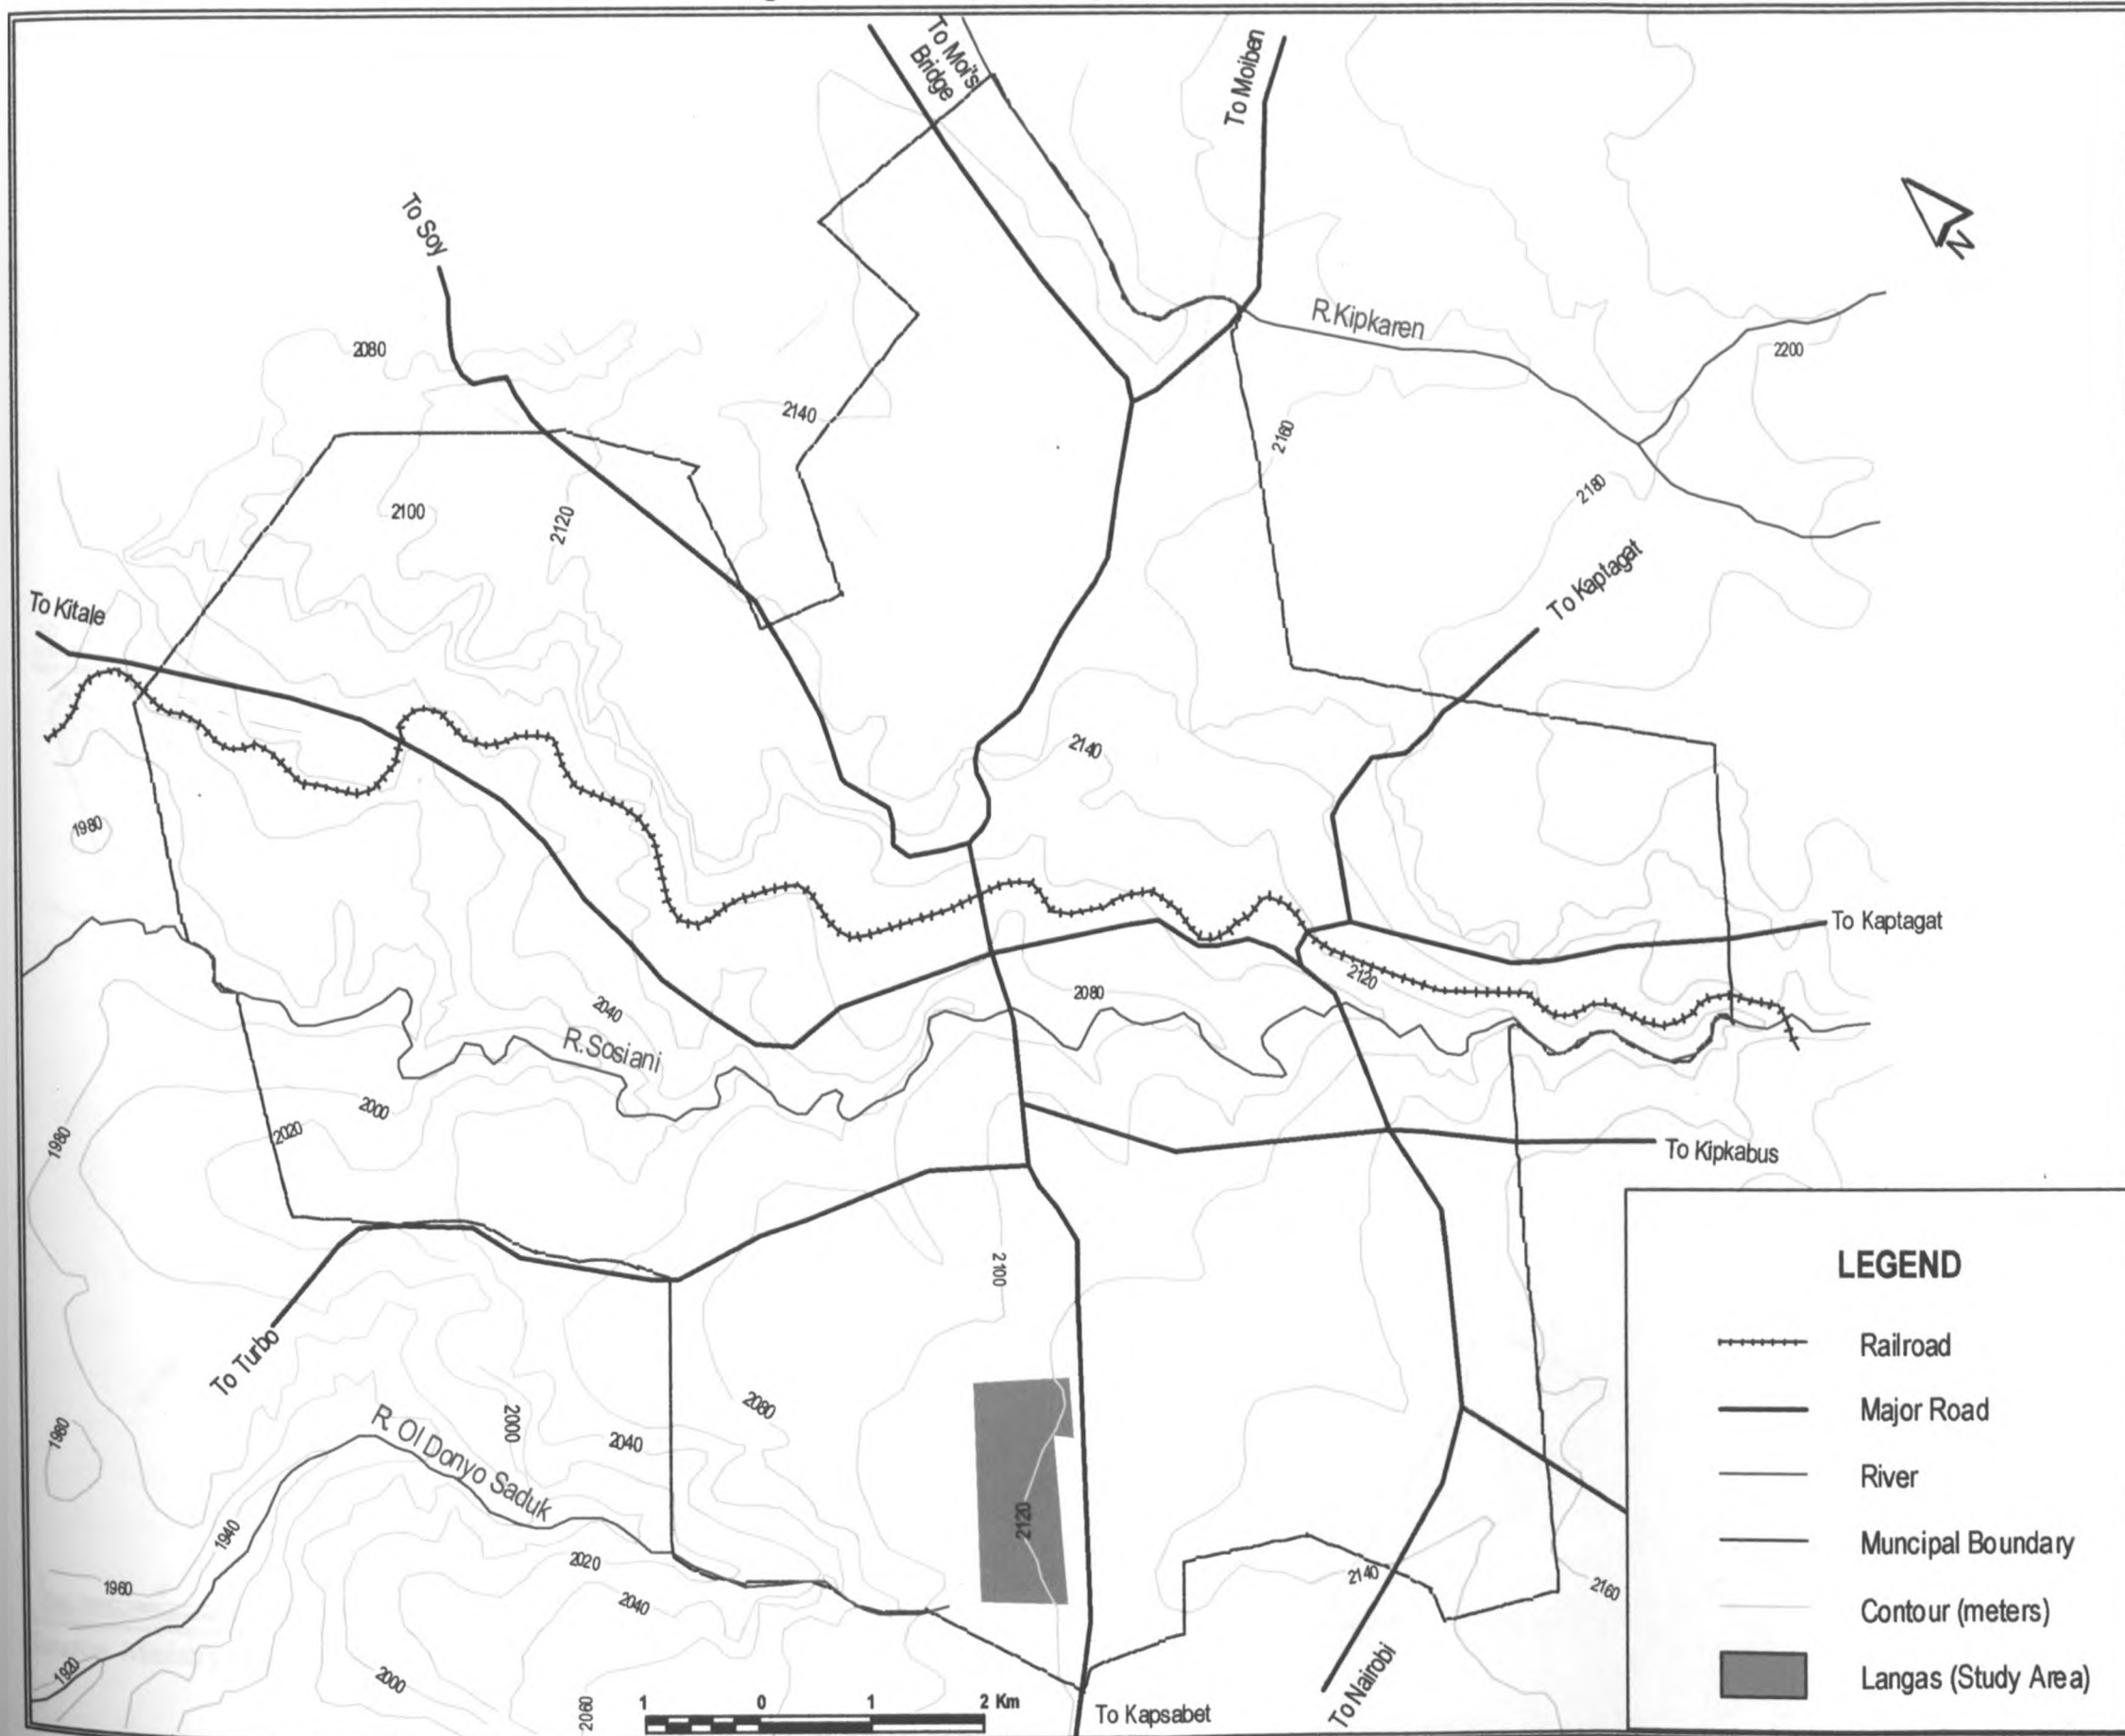 To Moi's
Bridge
To Moiben
N
To Soy
R.Kipkaren
2080
2200
2140
2160
2180
2100
2120
To Kaptagat
To Kitale
2140
1980
To Kaptagat
2120
2080
2040
R.Sosiani
2000
2020
1980
To Kipkabus
2100
To Turbo
LEGEND
Railroad
Major Road
River
Muncipal Boundary
Contour (meters)
Langas (Study Area)
2080
2000
2040
R. Ol Donyo Saduk
1980
2120
1940
2020
2040
1960
2140
2160
1920
2000
2060
1 0 1 2 Km
To Kapsabet
To Nairobi